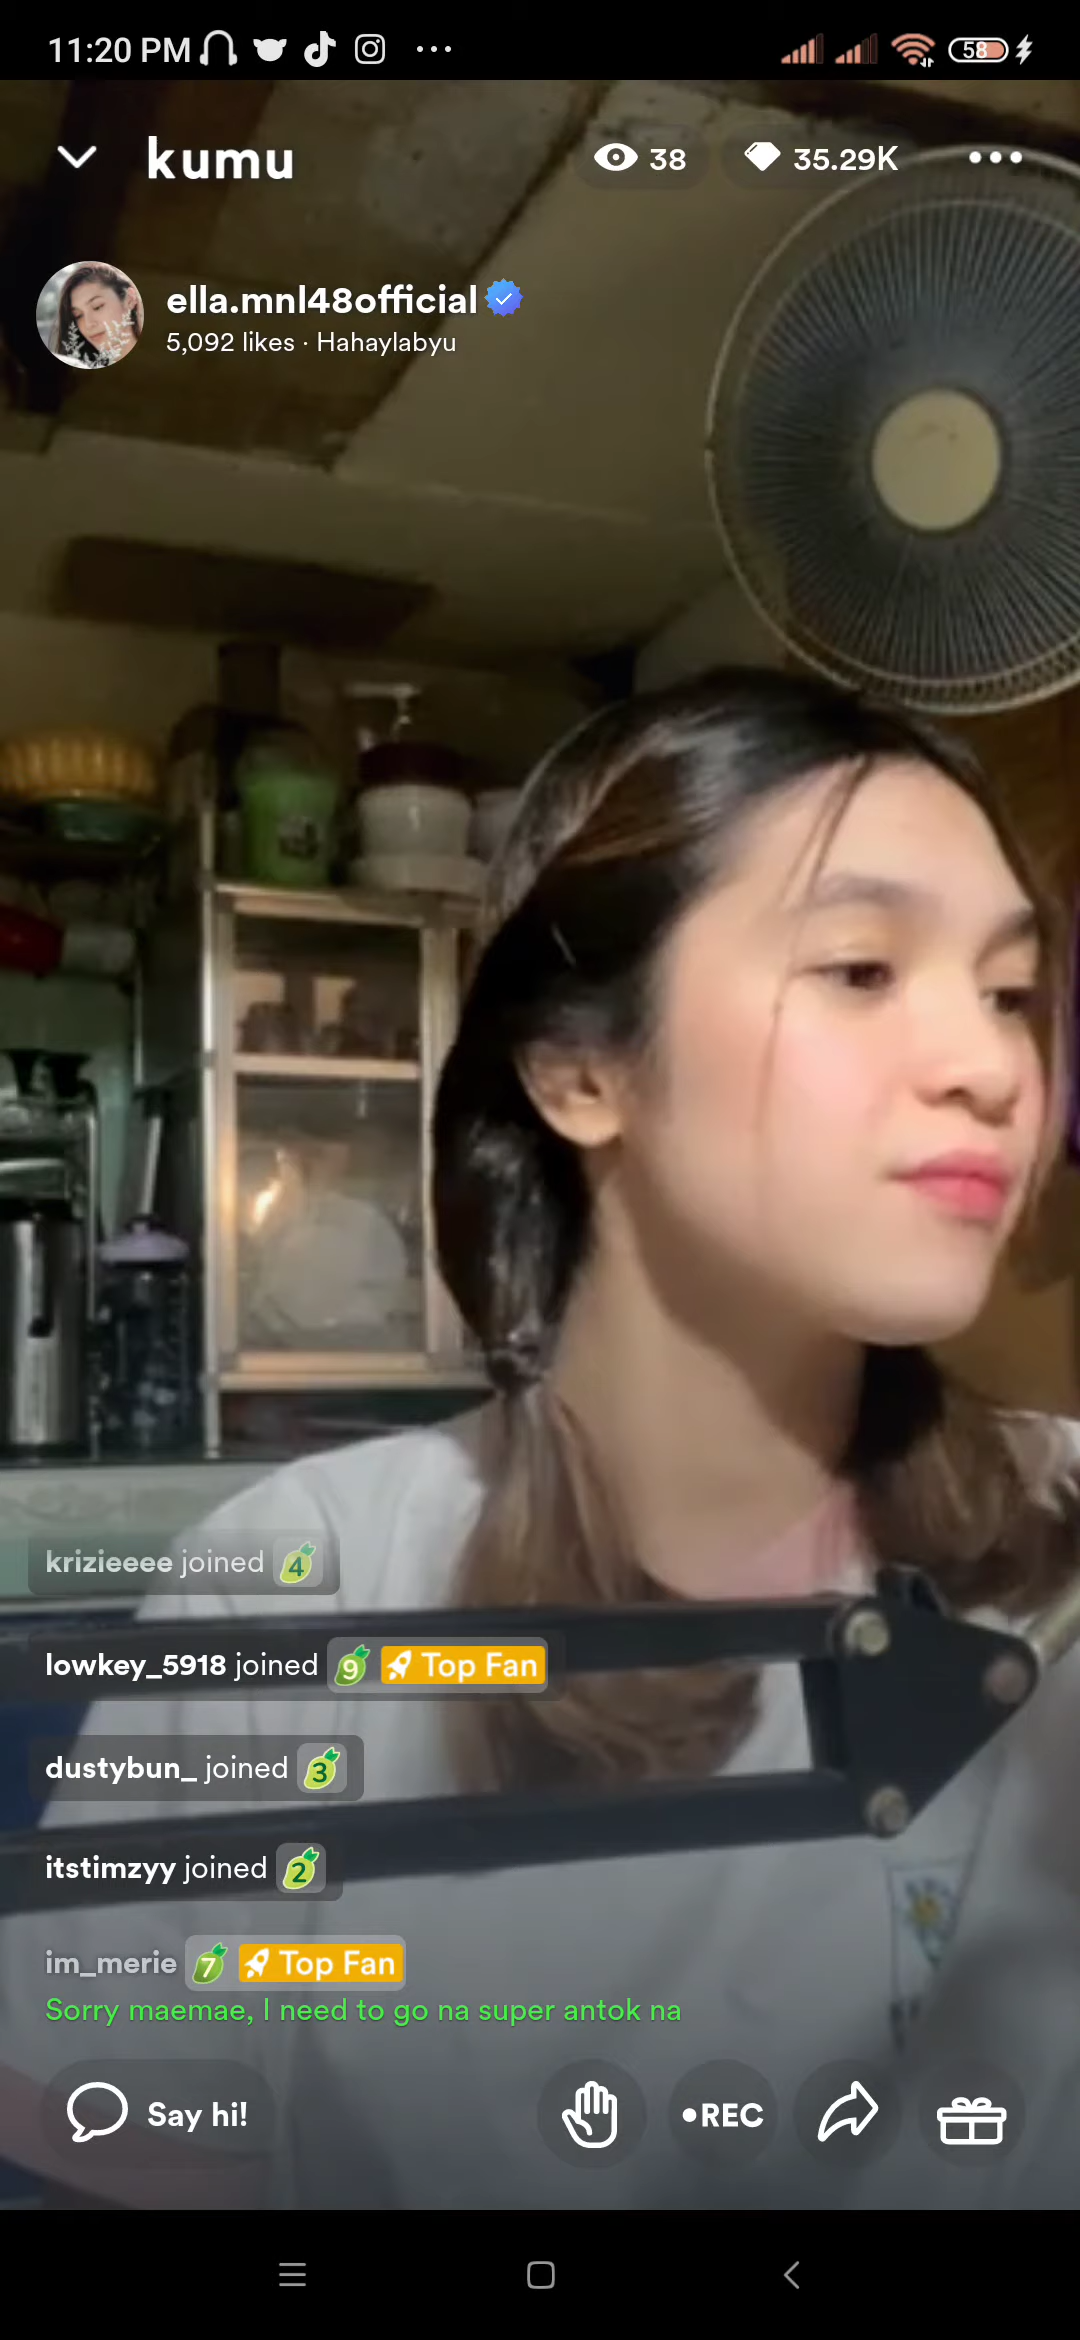 11:20 PM
58
kumu
38
35.29K
ella.mnl48official
5,092 likes · Hahaylabyu
krizieeee joined 4
lowkey_5918 joined 9 Top Fan
dustybun_ joined 3
itstimzyy joined 2
im_merie 7 Top Fan
Sorry maemae, I need to go na super antok na
Say hi!
•REC